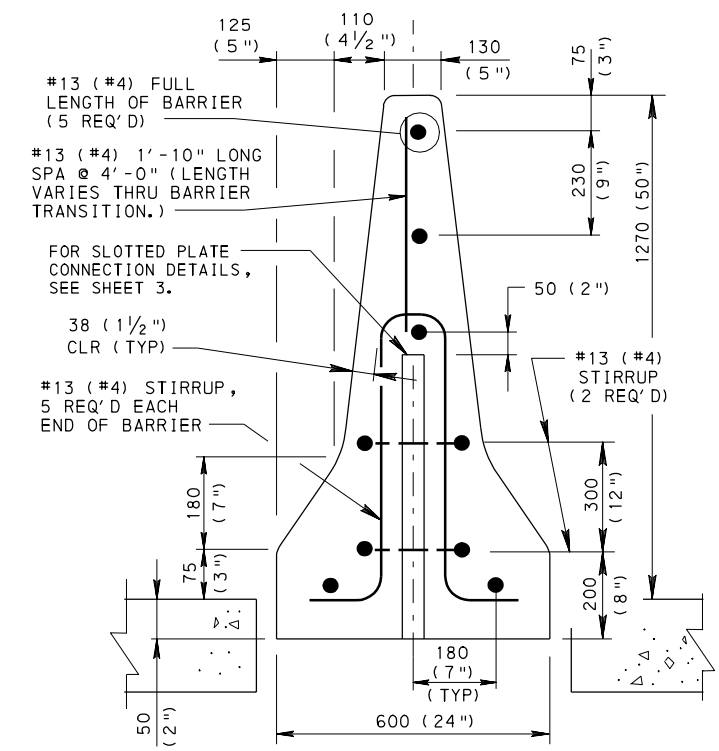 125
(5")
110
(4½")
130
(5")
75
(3")
#13 (#4) FULL
LENGTH OF BARRIER
(5 REQ'D)
#13 (#4) 1'-10" LONG
SPA @ 4'-0" (LENGTH
VARIES THRU BARRIER
TRANSITION.)
230
(9")
1270 (50")
FOR SLOTTED PLATE
CONNECTION DETAILS,
SEE SHEET 3.
50 (2")
38 (1½")
CLR (TYP)
#13 (#4)
STIRRUP
(2 REQ'D)
#13 (#4) STIRRUP,
5 REQ'D EACH
END OF BARRIER
180
(7")
300
(12")
75
(3")
200
(8")
180
(7")
(TYP)
50
(2")
600 (24")